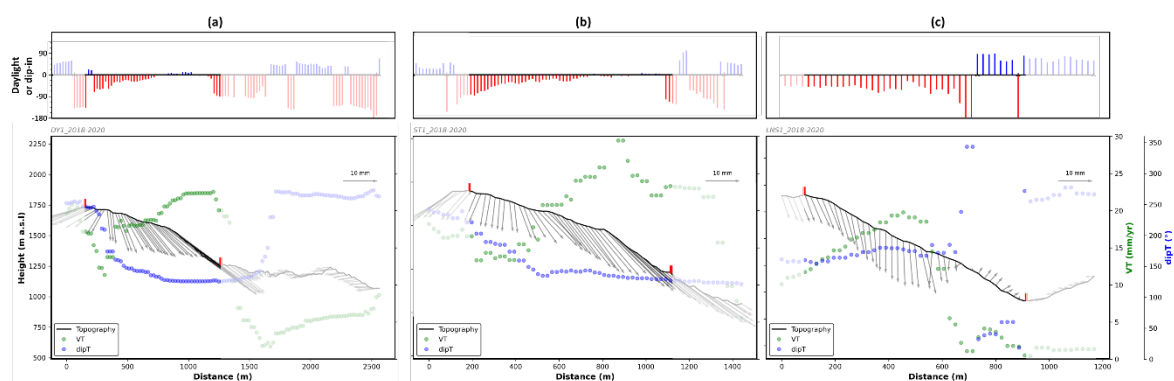 (a) (b) (c)
Daylight
or dip-in
90
0
-90
-180
DY1_2018-2020 ST1_2018-2020 LHS1_2018-2020
Height (m a.s.l)
2250
2000
1750
1500
1250
1000
750
500
10 mm 10 mm 10 mm
Topography
VT
dipT
Topography
VT
dipT
Topography
VT
dipT
0 500 1000 1500 2000 2500
Distance (m)
0 200 400 600 800 1000 1200 1400
Distance (m)
0 200 400 600 800 1000 1200
Distance (m)
30
25
20
15
10
5
0
VT (mm/yr)
350
300
250
200
150
100
50
0
dipT (°)